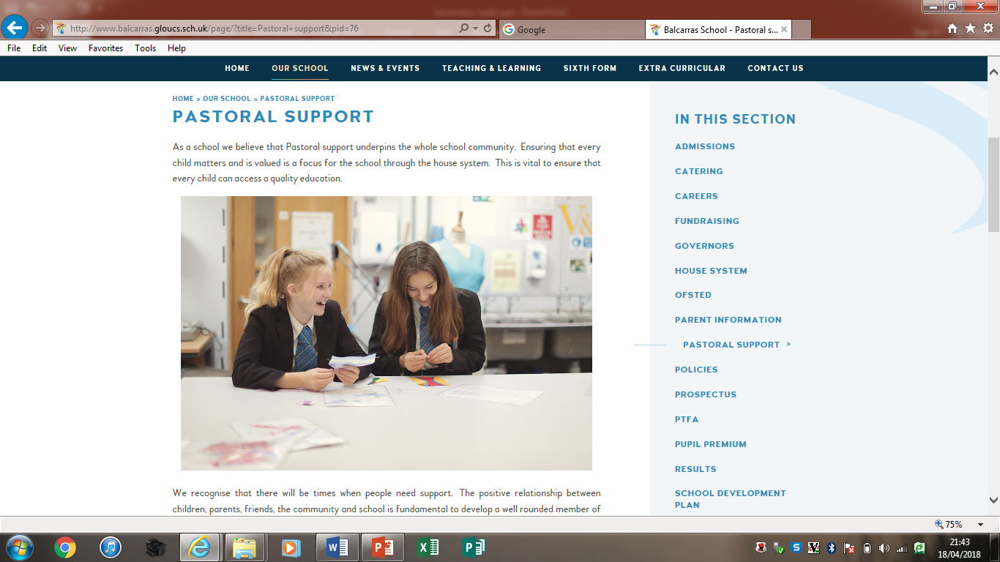 http://www.balcarras.gloucs.sch.uk/page/?title=Pastoral+support&pid=76
Google
Balcarras School - Pastoral s...
File Edit View Favorites Tools Help
HOME OUR SCHOOL NEWS & EVENTS TEACHING & LEARNING SIXTH FORM EXTRA CURRICULAR CONTACT US
HOME » OUR SCHOOL » PASTORAL SUPPORT
PASTORAL SUPPORT
As a school we believe that Pastoral support underpins the whole school community. Ensuring that every
child matters and is valued is a focus for the school through the house system. This is vital to ensure that
every child can access a quality education.
We recognise that there will be times when people need support. The positive relationship between
children, parents, friends, the community and school is fundamental to develop a well rounded member of
IN THIS SECTION
ADMISSIONS
CATERING
CAREERS
FUNDRAISING
GOVERNORS
HOUSE SYSTEM
OFSTED
PARENT INFORMATION
PASTORAL SUPPORT »
POLICIES
PROSPECTUS
PTFA
PUPIL PREMIUM
RESULTS
SCHOOL DEVELOPMENT
PLAN
75%
21:43
18/04/2018